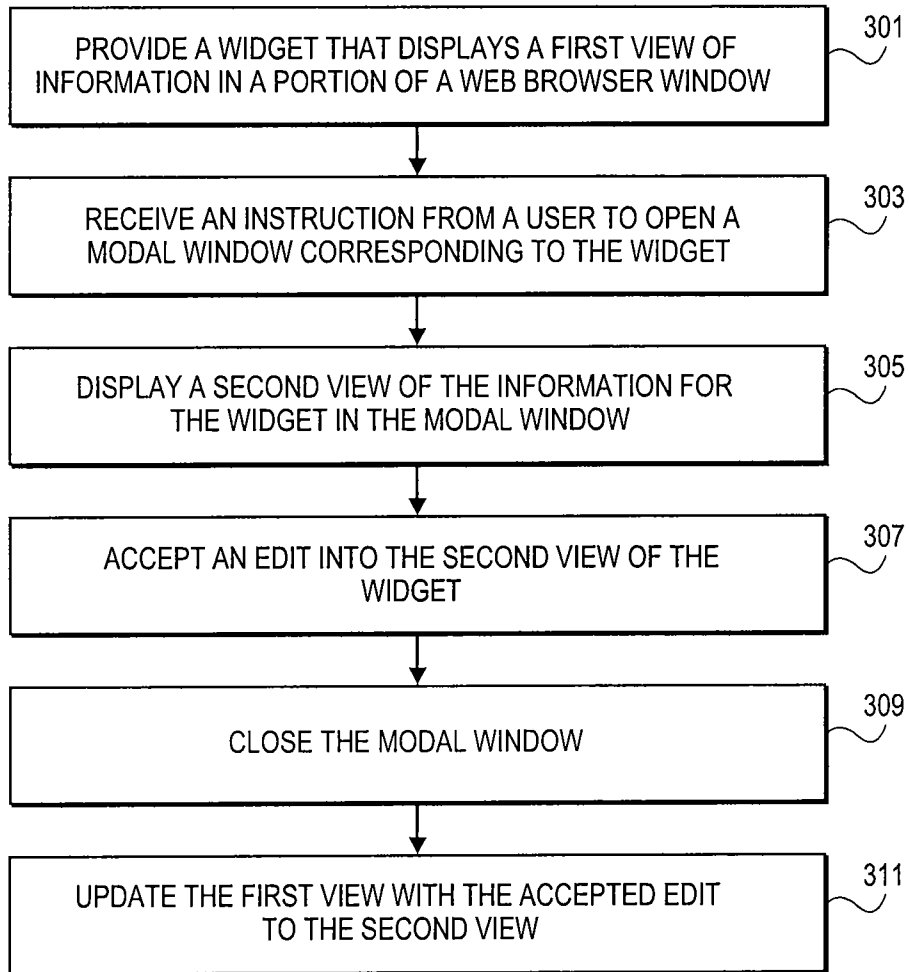 PROVIDE A WIDGET THAT DISPLAYS A FIRST VIEW OF
INFORMATION IN A PORTION OF A WEB BROWSER WINDOW
301
RECEIVE AN INSTRUCTION FROM A USER TO OPEN A
MODAL WINDOW CORRESPONDING TO THE WIDGET
303
DISPLAY A SECOND VIEW OF THE INFORMATION FOR
THE WIDGET IN THE MODAL WINDOW
305
ACCEPT AN EDIT INTO THE SECOND VIEW OF THE
WIDGET
307
CLOSE THE MODAL WINDOW
309
UPDATE THE FIRST VIEW WITH THE ACCEPTED EDIT
TO THE SECOND VIEW
311